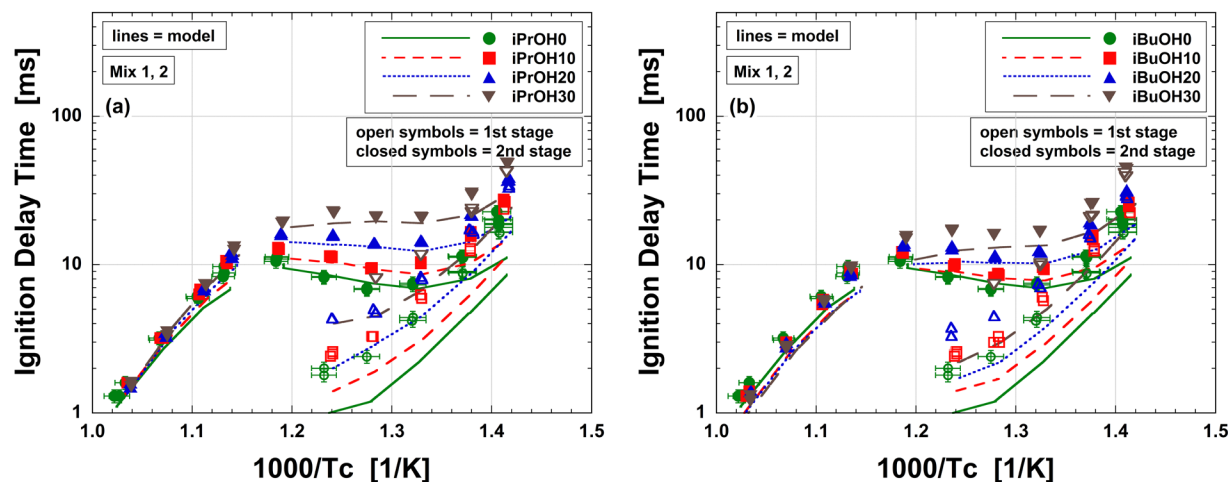 lines = model
Mix 1, 2
(a)
iPrOH0
iPrOH10
iPrOH20
iPrOH30
open symbols = 1st stage
closed symbols = 2nd stage
Ignition Delay Time [ms]
100
10
1
1.0 1.1 1.2 1.3 1.4 1.5
1000/Tc [1/K]
lines = model
Mix 1, 2
(b)
iBuOH0
iBuOH10
iBuOH20
iBuOH30
open symbols = 1st stage
closed symbols = 2nd stage
Ignition Delay Time [ms]
100
10
1
1.0 1.1 1.2 1.3 1.4 1.5
1000/Tc [1/K]